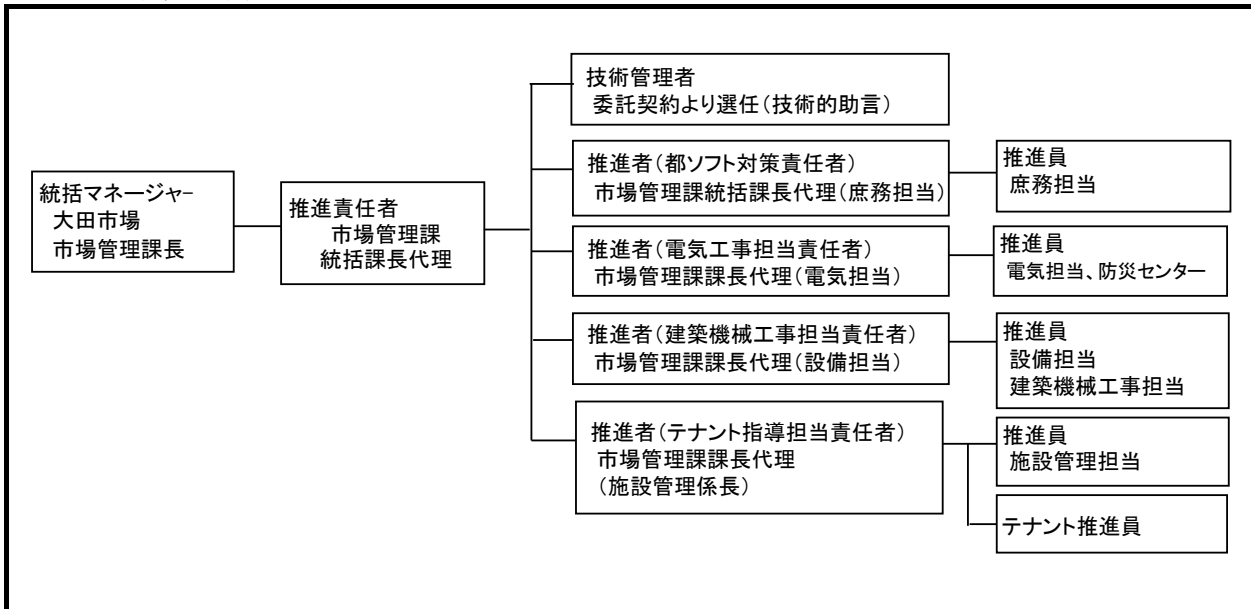 技術管理者
委託契約より選任(技術的助言)
統括マネージャー
大田市場
市場管理課長
推進責任者
市場管理課
統括課長代理
推進者(都ソフト対策責任者)
市場管理課統括課長代理(庶務担当)
推進員
庶務担当
推進者(電気工事担当責任者)
市場管理課課長代理(電気担当)
推進員
電気担当、防災センター
推進者(建築機械工事担当責任者)
市場管理課課長代理(設備担当)
推進員
設備担当
建築機械工事担当
推進者(テナント指導担当責任者)
市場管理課課長代理
(施設管理係長)
推進員
施設管理担当
テナント推進員